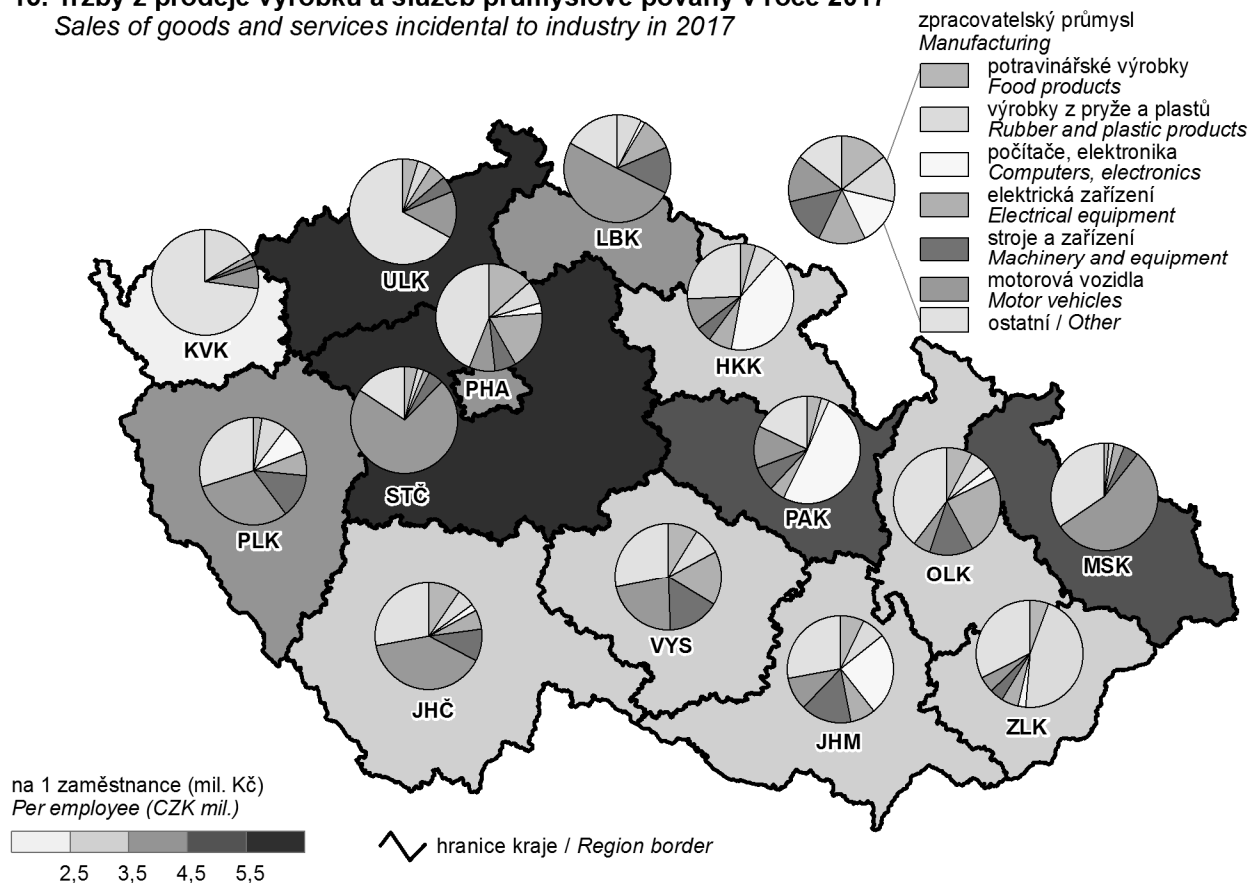 Sales of goods and services incidental to industry in 2017
zpracovatelský průmysl
Manufacturing
potravinářské výrobky
Food products
výrobky z pryže a plastů
Rubber and plastic products
počítače, elektronika
Computers, electronics
elektrická zařízení
Electrical equipment
stroje a zařízení
Machinery and equipment
motorová vozidla
Motor vehicles
ostatní / Other
LBK
ULK
KVK
HKK
PHA
STČ
PAK
PLK
OLK
MSK
VYS
JHČ
JHM
ZLK
na 1 zaměstnance (mil. Kč)
Per employee (CZK mil.)
2,5 3,5 4,5 5,5
hranice kraje / Region border